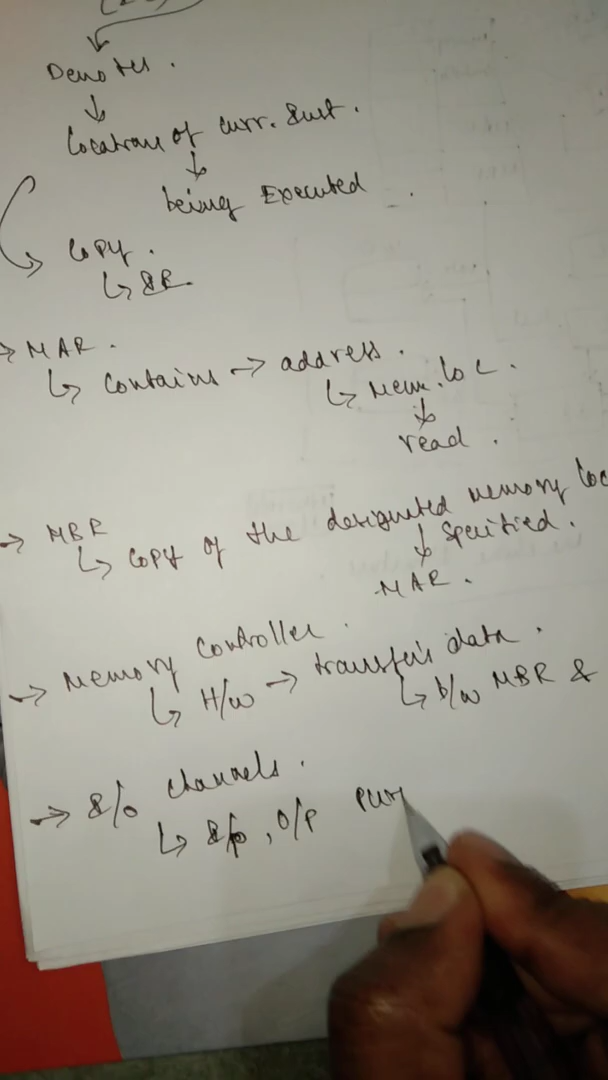 Denotes.
Location of curr. Inst.
being Executed.
Copy.
IR.
→ MAR.
Contains → address.
Mem. Loc.
read.
→ MBR
Copy of the designated memory loc
Specified.
MAR.
→ Memory Controller.
H/w → transfers data.
b/w MBR &
→ I/O channels.
I/p, O/P pur